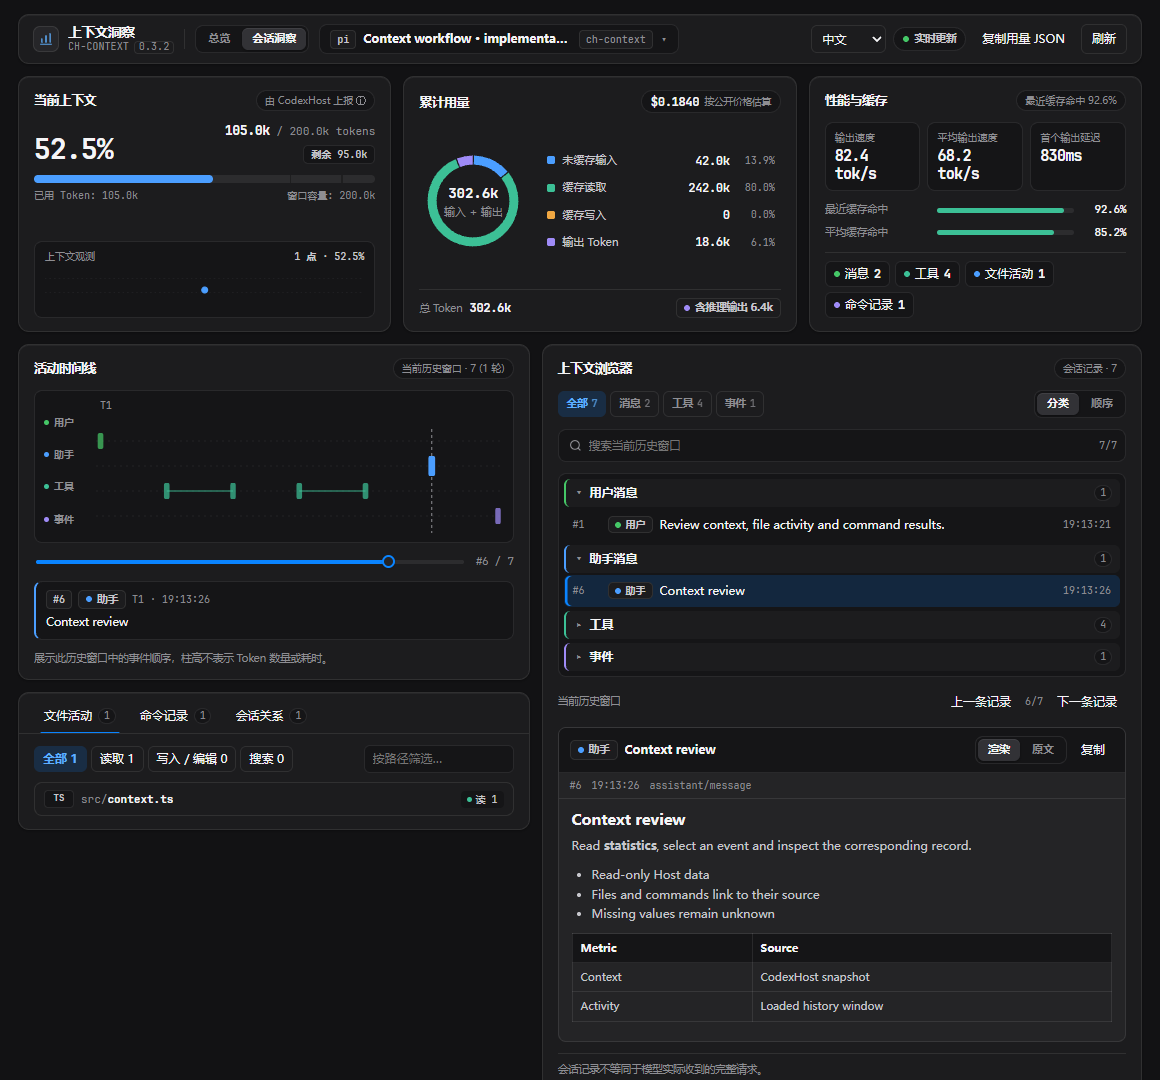 上下文洞察
CH-CONTEXT 0.3.2
总览 会话洞察
pi Context workflow • implementa... ch-context
中文
实时更新
复制用量 JSON
刷新
当前上下文
由 CodexHost 上报
52.5%
105.0k / 200.0k tokens
剩余 95.0k
已用 Token: 105.0k
窗口容量: 200.0k
上下文观测
1 点 · 52.5%
累计用量
$0.1840 按公开价格估算
302.6k
输入 + 输出
未缓存输入 42.0k 13.9%
缓存读取 242.0k 80.0%
缓存写入 0 0.0%
输出 Token 18.6k 6.1%
总 Token 302.6k
含推理输出 6.4k
性能与缓存
最近缓存命中 92.6%
输出速度
82.4 tok/s
平均输出速度
68.2 tok/s
首个输出延迟
830ms
最近缓存命中 92.6%
平均缓存命中 85.2%
消息 2
工具 4
文件活动 1
命令记录 1
活动时间线
当前历史窗口 · 7 (1 轮)
T1
用户
助手
工具
事件
#6 / 7
#6 助手 T1 · 19:13:26
Context review
展示此历史窗口中的事件顺序，柱高不表示 Token 数量或耗时。
文件活动 1
命令记录 1
会话关系 1
全部 1
读取 1
写入 / 编辑 0
搜索 0
按路径筛选...
TS src/context.ts
读 1
上下文浏览器
会话记录 · 7
全部 7
消息 2
工具 4
事件 1
分类 顺序
搜索当前历史窗口
7/7
用户消息 1
#1 用户 Review context, file activity and command results. 19:13:21
助手消息 1
#6 助手 Context review 19:13:26
工具 4
事件 1
当前历史窗口
上一条记录 6/7 下一条记录
助手 Context review
渲染 原文 复制
#6 19:13:26 assistant/message
Context review
Read statistics, select an event and inspect the corresponding record.
• Read-only Host data
• Files and commands link to their source
• Missing values remain unknown
Metric Source
Context CodexHost snapshot
Activity Loaded history window
会话记录不等同于模型实际收到的完整请求。